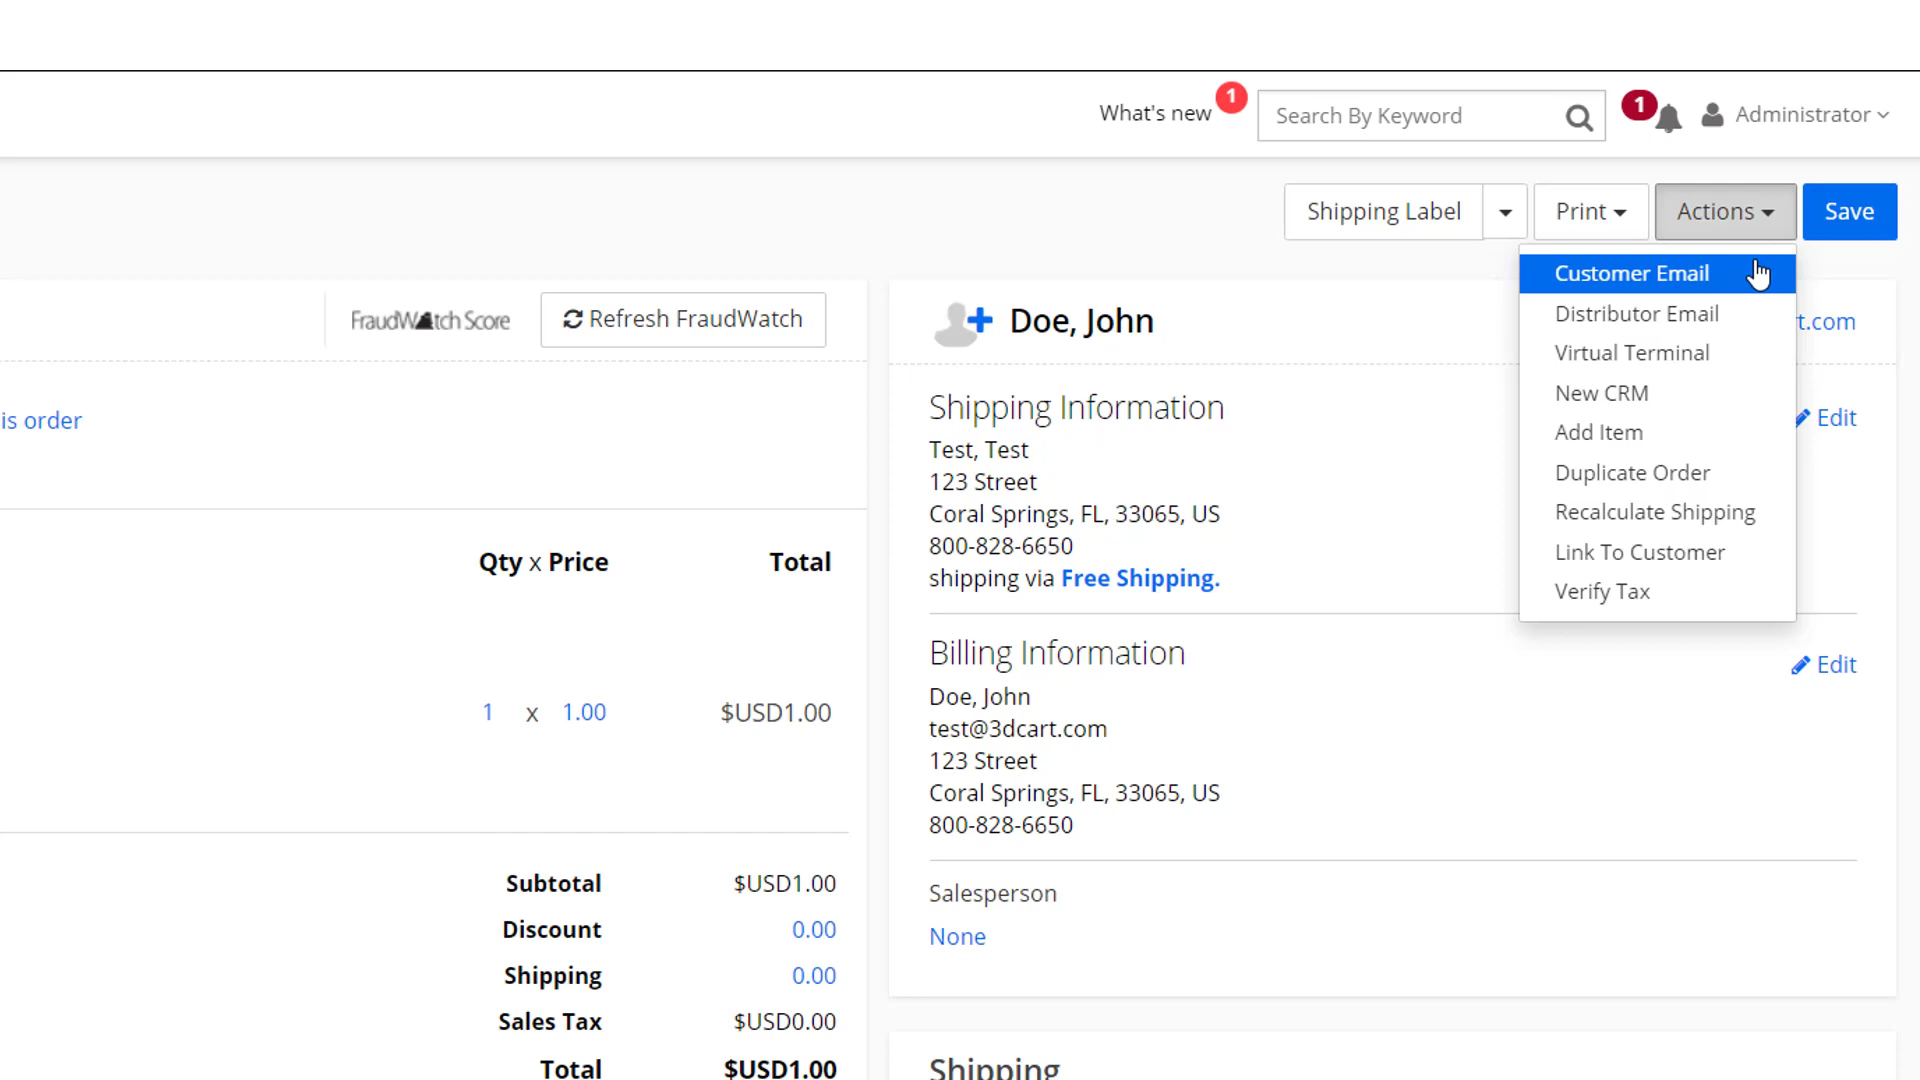 What's new 1
Search By Keyword
1
Administrator
Shipping Label
Print
Actions
Save
Customer Email
Distributor Email
Virtual Terminal
New CRM
Add Item
Duplicate Order
Recalculate Shipping
Link To Customer
Verify Tax
FraudWatch Score
Refresh FraudWatch
is order
Qty x Price Total
1 x 1.00 $USD1.00
Subtotal $USD1.00
Discount 0.00
Shipping 0.00
Sales Tax $USD0.00
Total $USD1.00
Doe, John
t.com
Shipping Information
Edit
Test, Test
123 Street
Coral Springs, FL, 33065, US
800-828-6650
shipping via Free Shipping.
Billing Information
Edit
Doe, John
test@3dcart.com
123 Street
Coral Springs, FL, 33065, US
800-828-6650
Salesperson
None
Shipping